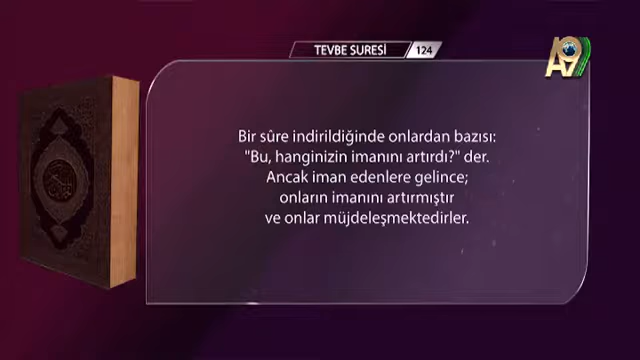 TEVBE SURESİ 124
A9
Bir sûre indirildiğinde onlardan bazısı:
"Bu, hanginizin imanını artırdı?" der.
Ancak iman edenlere gelince;
onların imanını artırmıştır
ve onlar müjdeleşmektedirler.